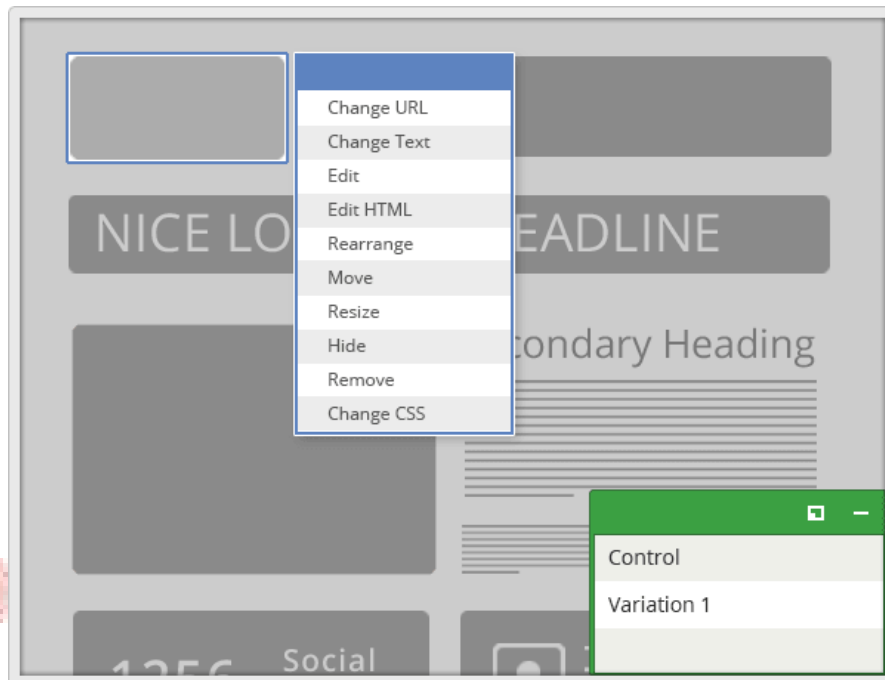 Change URL
Change Text
Edit
Edit HTML
Rearrange
Move
Resize
Hide
Remove
Change CSS
NICE LO EADLINE
condary Heading
Control
Variation 1
1256 Social